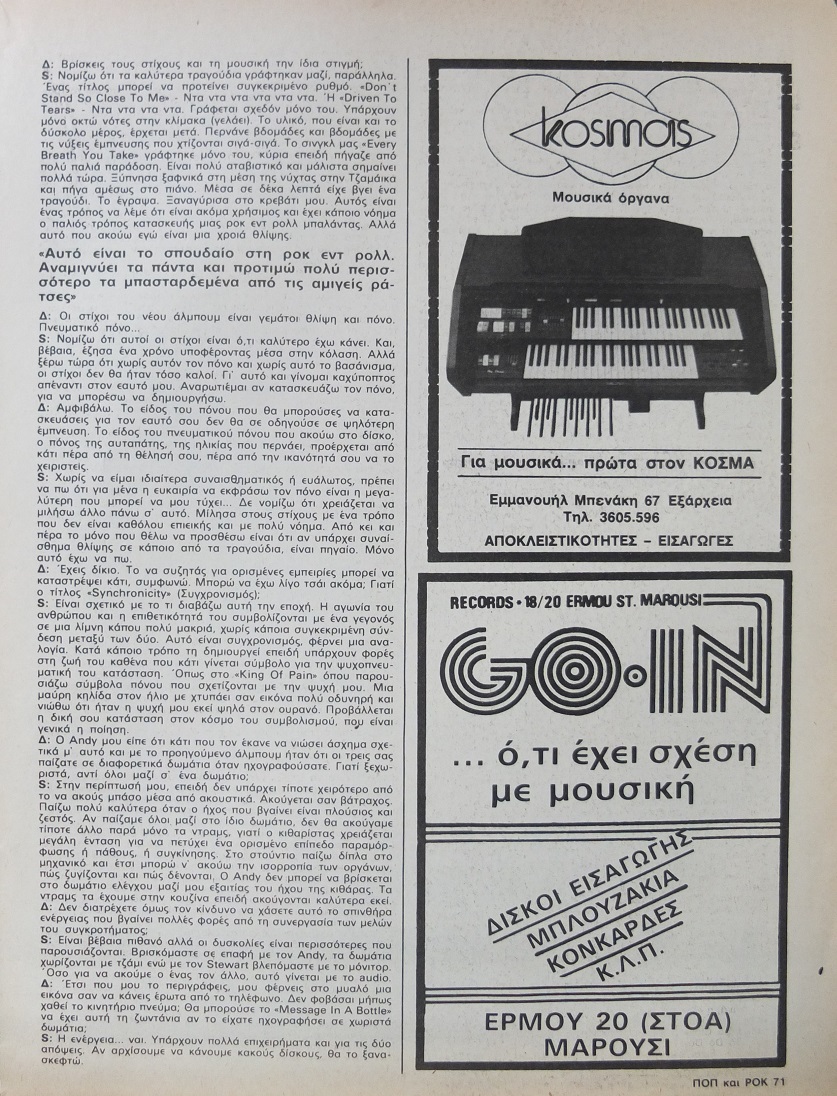 Δ: Βρίσκεις τους στίχους και τη μουσική την ίδια στιγμή;
S: Νομίζω ότι τα καλύτερα τραγούδια γράφτηκαν μαζί, παράλληλα.
Ένας τίτλος μπορεί να προτείνει συγκεκριμένο ρυθμό. «Don't
Stand So Close To Me» - Ντα ντα ντα ντα ντα. Ή «Driven To
Tears» - Ντα ντα ντα ντα. Γράφεται σχεδόν μόνο του. Υπάρχουν
μόνο οκτώ νότες στην κλίμακα (γελάει). Το υλικό, που είναι και το
δύσκολο μέρος, έρχεται μετά. Περνάνε βδομάδες και βδομάδες με
τις νύξεις έμπνευσης που χτίζονται σιγά-σιγά. Το σινγκλ μας «Every
Breath You Take» γράφτηκε μόνο του, κύρια επειδή πήγαζε από
πολύ παλιά παράδοση. Είναι πολύ αταβιστικό και μάλιστα σημαίνει
πολλά τώρα. Ξύπνησα ξαφνικά στη μέση της νύχτας στην Τζαμάικα
και πήγα αμέσως στο πιάνο. Μέσα σε δέκα λεπτά είχε βγει ένα
τραγούδι. Το έγραψα. Ξαναγύρισα στο κρεβάτι μου. Αυτός είναι
ένας τρόπος να λέμε ότι είναι ακόμα χρήσιμος και έχει κάποιο νόημα
ο παλιός τρόπος κατασκευής μιας ροκ εντ ρολλ μπαλάντας. Αλλά
αυτό που ακούω εγώ είναι μια χροιά θλίψης.
«Αυτό είναι το σπουδαίο στη ροκ εντ ρολλ.
Αναμιγνύει τα πάντα και προτιμώ πολύ περισ-
σότερο τα μπασταρδεμένα από τις αμιγείς ρά-
τσες»
Δ: Οι στίχοι του νέου άλμπουμ είναι γεμάτοι θλίψη και πόνο.
Πνευματικό πόνο...
S: Νομίζω ότι αυτοί οι στίχοι είναι ό,τι καλύτερο έχω κάνει. Και,
βέβαια, έζησα ένα χρόνο υποφέροντας μέσα στην κόλαση. Αλλά
ξέρω τώρα ότι χωρίς αυτόν τον πόνο και χωρίς αυτό το βασάνισμα,
οι στίχοι δεν θα ήταν τόσο καλοί. Γι' αυτό και γίνομαι καχύποπτος
απέναντι στον εαυτό μου. Αναρωτιέμαι αν κατασκευάζω τον πόνο,
για να μπορέσω να δημιουργήσω.
Δ: Αμφιβάλω. Το είδος του πόνου που θα μπορούσες να κατα-
σκευάσεις για τον εαυτό σου δεν θα σε οδηγούσε σε ψηλότερη
έμπνευση. Το είδος του πνευματικού πόνου που ακούω στο δίσκο,
ο πόνος της αυταπάτης, της ηλικίας που περνάει, προέρχεται από
κάτι πέρα από τη θέλησή σου, πέρα από την ικανότητά σου να το
χειριστείς.
S: Χωρίς να είμαι ιδιαίτερα συναισθηματικός ή ευάλωτος, πρέπει
να πω ότι για μένα η ευκαιρία να εκφράσω τον πόνο είναι η μεγα-
λύτερη που μπορεί να μου τύχει... Δε νομίζω ότι χρειάζεται να
μιλήσω άλλο πάνω σ' αυτό. Μίλησα στους στίχους με ένα τρόπο
που δεν είναι καθόλου επιεικής και με πολύ νόημα. Από κει και
πέρα το μόνο που θέλω να προσθέσω είναι ότι αν υπάρχει συναί-
σθημα θλίψης σε κάποιο από τα τραγούδια, είναι πηγαίο. Μόνο
αυτό έχω να πω.
Δ: Έχεις δίκιο. Το να συζητάς για ορισμένες εμπειρίες μπορεί να
καταστρέψει κάτι, συμφωνώ. Μπορώ να έχω λίγο τσάι ακόμα; Γιατί
ο τίτλος «Synchronicity» (Συγχρονισμός);
S: Είναι σχετικό με το τι διαβάζω αυτή την εποχή. Η αγωνία του
ανθρώπου και η επιθετικότητά του συμβολίζονται με ένα γεγονός
σε μια λίμνη κάπου πολύ μακριά, χωρίς κάποια συγκεκριμένη σύν-
δεση μεταξύ των δύο. Αυτό είναι συγχρονισμός, φέρνει μια ανα-
λογία. Κατά κάποιο τρόπο τη δημιουργεί επειδή υπάρχουν φορές
στη ζωή του καθένα που κάτι γίνεται σύμβολο για την ψυχοπνευ-
ματική του κατάσταση. Όπως στο «King Of Pain» όπου παρου-
σιάζω σύμβολα πόνου που σχετίζονται με την ψυχή μου. Μια
μαύρη κηλίδα στον ήλιο με χτυπάει σαν εικόνα πολύ οδυνηρή και
νιώθω ότι ήταν η ψυχή μου εκεί ψηλά στον ουρανό. Προβάλλεται
η δική σου κατάσταση στον κόσμο του συμβολισμού, που είναι
γενικά η ποίηση.
Δ: Ο Andy μου είπε ότι κάτι που τον έκανε να νιώσει άσχημα σχε-
τικά μ' αυτό και με το προηγούμενο άλμπουμ ήταν ότι οι τρεις σας
παίζατε σε διαφορετικά δωμάτια όταν ηχογραφούσατε. Γιατί ξεχω-
ριστά, αντί όλοι μαζί σ' ένα δωμάτιο;
S: Στην περίπτωσή μου, επειδή δεν υπάρχει τίποτε χειρότερο από
το να ακούς μπάσο μέσα από ακουστικά. Ακούγεται σαν βάτραχος.
Παίζω πολύ καλύτερα όταν ο ήχος που βγαίνει είναι πλούσιος και
ζεστός. Αν παίζαμε όλοι μαζί στο ίδιο δωμάτιο, δεν θα ακούγαμε
τίποτε άλλο παρά μόνο τα ντραμς, γιατί ο κιθαρίστας χρειάζεται
μεγάλη ένταση για να πετύχει ένα ορισμένο επίπεδο παραμόρ-
φωσης ή πάθους, ή συγκίνησης. Στο στούντιο παίζω δίπλα στο
μηχανικό και έτσι μπορώ ν' ακούω την ισορροπία των οργάνων,
πώς ζυγίζονται και πώς δένονται. Ο Andy δεν μπορεί να βρίσκεται
στο δωμάτιο ελέγχου μαζί μου εξαιτίας του ήχου της κιθάρας. Τα
ντραμς τα έχουμε στην κουζίνα επειδή ακούγονται καλύτερα εκεί.
Δ: Δεν διατρέχετε όμως τον κίνδυνο να χάσετε αυτό το σπινθήρα
ενέργειας που βγαίνει πολλές φορές από τη συνεργασία των μελών
του συγκροτήματος;
S: Είναι βέβαια πιθανό αλλά οι δυσκολίες είναι περισσότερες που
παρουσιάζονται. Βρισκόμαστε σε επαφή με τον Andy, τα δωμάτια
χωρίζονται με τζάμι ενώ με τον Stewart βλεπόμαστε με το μόνιτορ.
Όσο για να ακούμε ο ένας τον άλλο, αυτό γίνεται με το audio.
Δ: Έτσι που μου το περιγράφεις, μου φέρνεις στο μυαλό μια
εικόνα σαν να κάνεις έρωτα από το τηλέφωνο. Δεν φοβάσαι μήπως
χαθεί το κινητήριο πνεύμα; Θα μπορούσε το «Message In A Bottle»
να έχει αυτή τη ζωντάνια αν το είχατε ηχογραφήσει σε χωριστά
δωμάτια;
S: Η ενέργεια... ναι. Υπάρχουν πολλά επιχειρήματα και για τις δύο
απόψεις. Αν αρχίσουμε να κάνουμε κακούς δίσκους, θα το ξανα-
σκεφτώ.
kosmas
Μουσικά όργανα
Για μουσικά... πρώτα στον ΚΟΣΜΑ
Εμμανουήλ Μπενάκη 67 Εξάρχεια
Τηλ. 3605.596
ΑΠΟΚΛΕΙΣΤΙΚΟΤΗΤΕΣ – ΕΙΣΑΓΩΓΕΣ
RECORDS • 18/20 ERMOU ST. MAROUSI
GO•IN
... ό,τι έχει σχέση
με μουσική
ΔΙΣΚΟΙ ΕΙΣΑΓΩΓΗΣ
ΜΠΛΟΥΖΑΚΙΑ
ΚΟΝΚΑΡΔΕΣ
Κ.Λ.Π.
ΕΡΜΟΥ 20 (ΣΤΟΑ)
ΜΑΡΟΥΣΙ
ΠΟΠ και ΡΟΚ 71